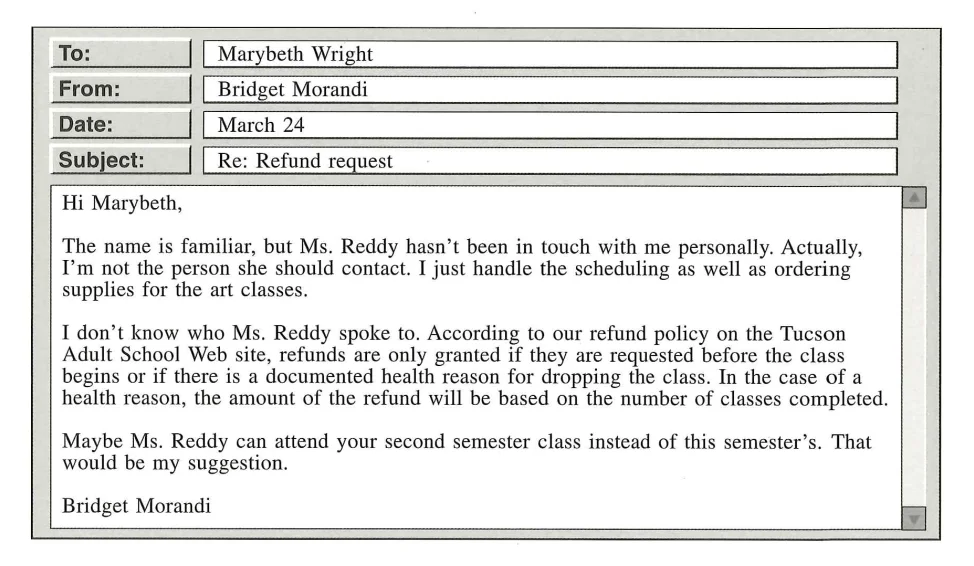 To: Marybeth Wright
From: Bridget Morandi
Date: March 24
Subject: Re: Refund request
Hi Marybeth,
The name is familiar, but Ms. Reddy hasn't been in touch with me personally. Actually,
I'm not the person she should contact. I just handle the scheduling as well as ordering
supplies for the art classes.
I don't know who Ms. Reddy spoke to. According to our refund policy on the Tucson
Adult School Web site, refunds are only granted if they are requested before the class
begins or if there is a documented health reason for dropping the class. In the case of a
health reason, the amount of the refund will be based on the number of classes completed.
Maybe Ms. Reddy can attend your second semester class instead of this semester's. That
would be my suggestion.
Bridget Morandi